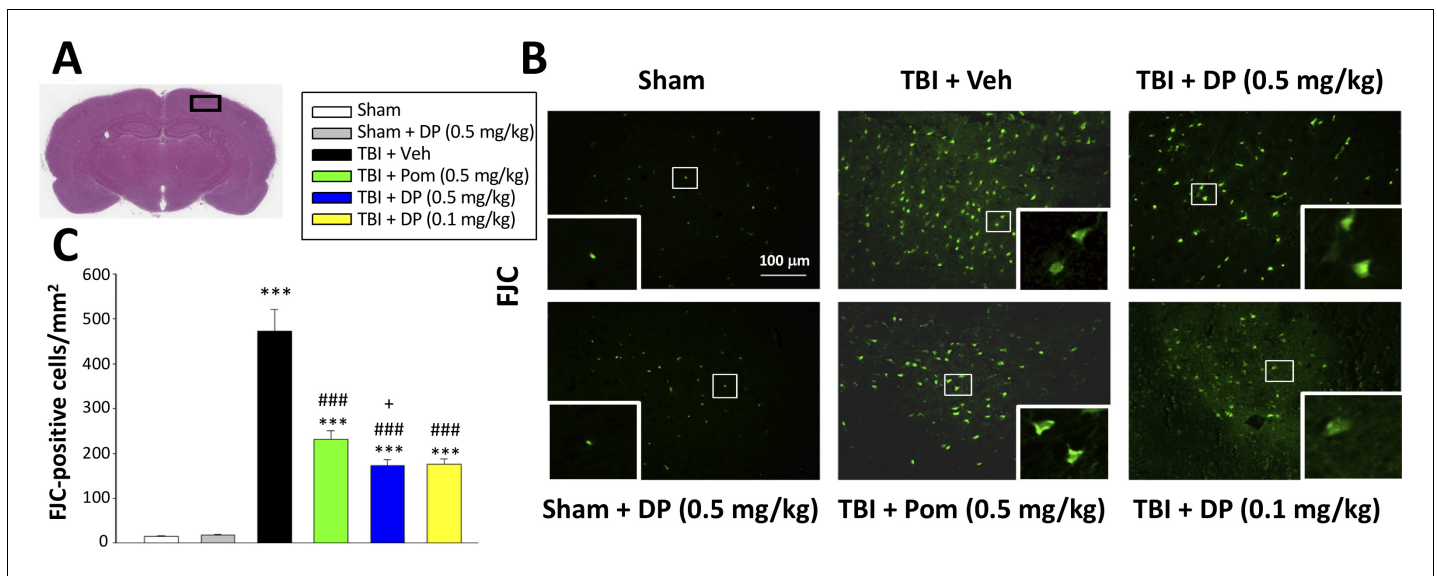 A
Sham
Sham + DP (0.5 mg/kg)
TBI + Veh
TBI + Pom (0.5 mg/kg)
TBI + DP (0.5 mg/kg)
TBI + DP (0.1 mg/kg)
B
Sham
TBI + Veh
TBI + DP (0.5 mg/kg)
100 μm
FJC
Sham + DP (0.5 mg/kg)
TBI + Pom (0.5 mg/kg)
TBI + DP (0.1 mg/kg)
C
FJC-positive cells/mm²
600
500
400
300
200
100
0
***
###
***
+
###
***
###
***